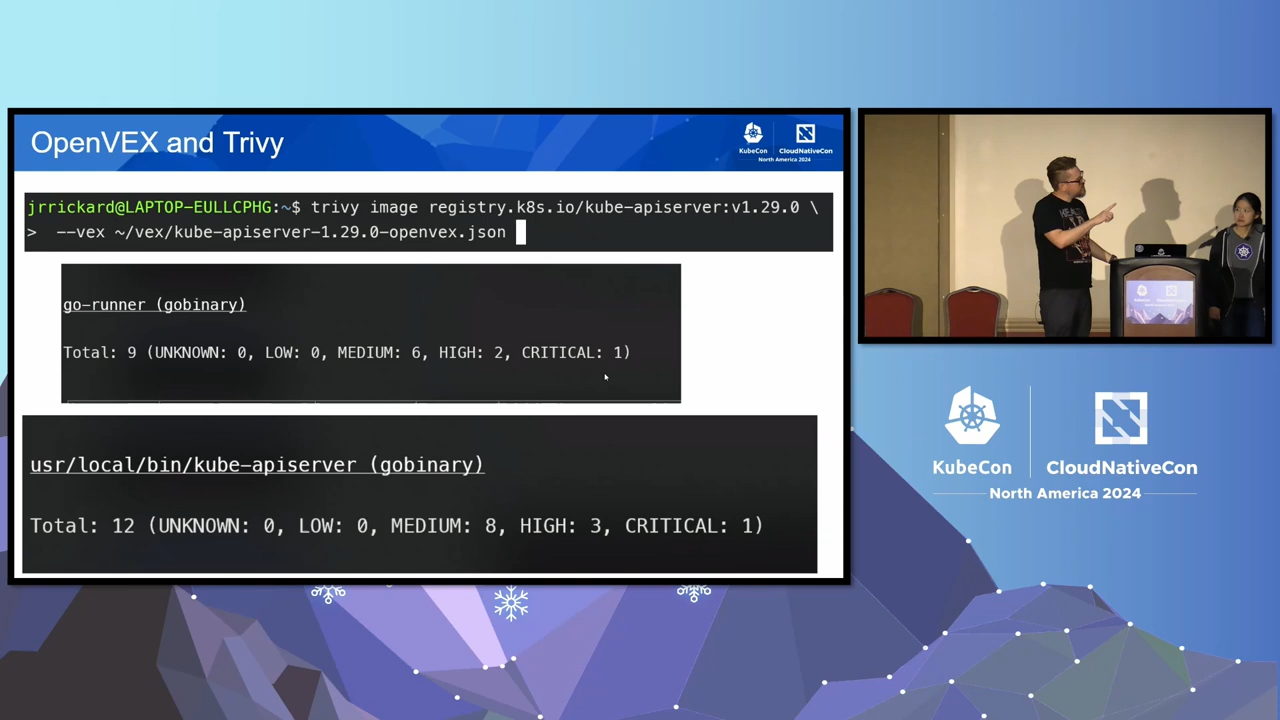 OpenVEX and Trivy
KubeCon
CloudNativeCon
North America 2024
jrrickard@LAPTOP-EULLCPHG:~$ trivy image registry.k8s.io/kube-apiserver:v1.29.0 \
> --vex ~/vex/kube-apiserver-1.29.0-openvex.json
go-runner (gobinary)
Total: 9 (UNKNOWN: 0, LOW: 0, MEDIUM: 6, HIGH: 2, CRITICAL: 1)
usr/local/bin/kube-apiserver (gobinary)
Total: 12 (UNKNOWN: 0, LOW: 0, MEDIUM: 8, HIGH: 3, CRITICAL: 1)
KubeCon
CloudNativeCon
North America 2024